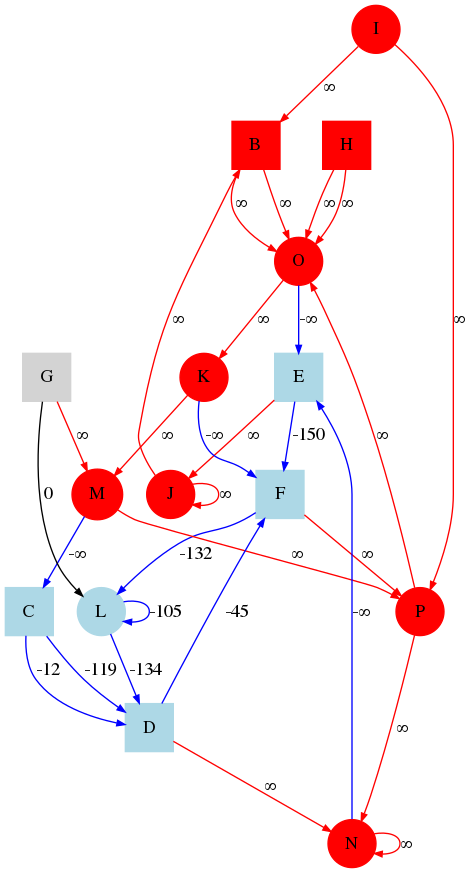 I
∞
B
H
∞
∞
∞
∞
O
∞
∞
∞
-∞
G
K
E
∞
∞
∞
-∞
∞
-150
M
J
F
0
∞
-∞
∞
-132
∞
C
L
-105
-45
-∞
P
-12
-119
-134
D
∞
∞
N
∞